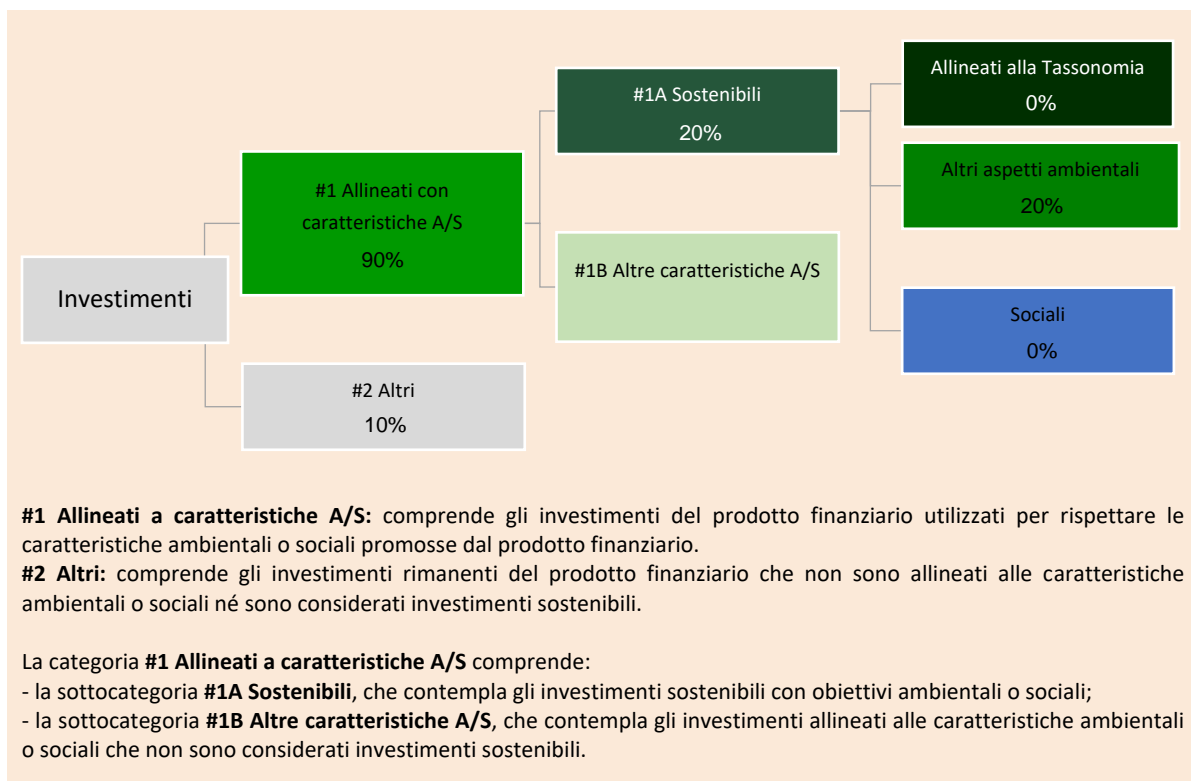 Allineati alla Tassonomia
0%
#1A Sostenibili
20%
Altri aspetti ambientali
20%
#1 Allineati con
caratteristiche A/S
90%
#1B Altre caratteristiche A/S
Investimenti
Sociali
0%
#2 Altri
10%
#1 Allineati a caratteristiche A/S: comprende gli investimenti del prodotto finanziario utilizzati per rispettare le
caratteristiche ambientali o sociali promosse dal prodotto finanziario.
#2 Altri: comprende gli investimenti rimanenti del prodotto finanziario che non sono allineati alle caratteristiche
ambientali o sociali né sono considerati investimenti sostenibili.
La categoria #1 Allineati a caratteristiche A/S comprende:
- la sottocategoria #1A Sostenibili, che contempla gli investimenti sostenibili con obiettivi ambientali o sociali;
- la sottocategoria #1B Altre caratteristiche A/S, che contempla gli investimenti allineati alle caratteristiche ambientali
o sociali che non sono considerati investimenti sostenibili.